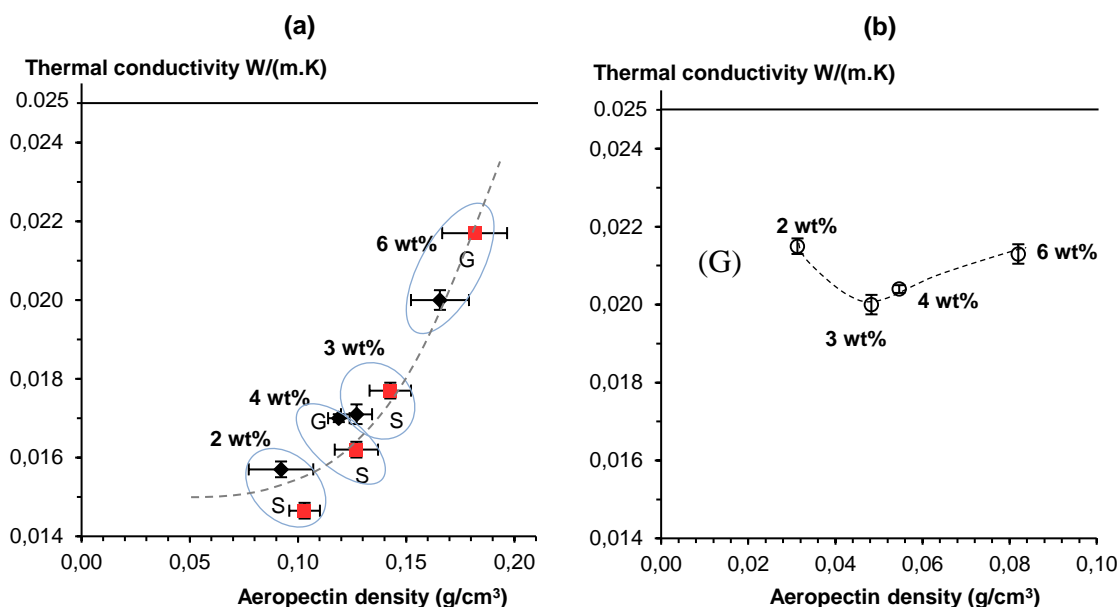 (a)
Thermal conductivity W/(m.K)
0.025
0,024
0,022
0,020
0,018
0,016
0,014
6 wt%
G
3 wt%
4 wt%
G
S
2 wt%
S
S
0,00
0,05
0,10
0,15
0,20
Aeropectin density (g/cm³)
(b)
Thermal conductivity W/(m.K)
0.025
0,024
0,022
0,020
0,018
0,016
0,014
2 wt%
(G)
6 wt%
4 wt%
3 wt%
0,00
0,02
0,04
0,06
0,08
0,10
Aeropectin density (g/cm³)